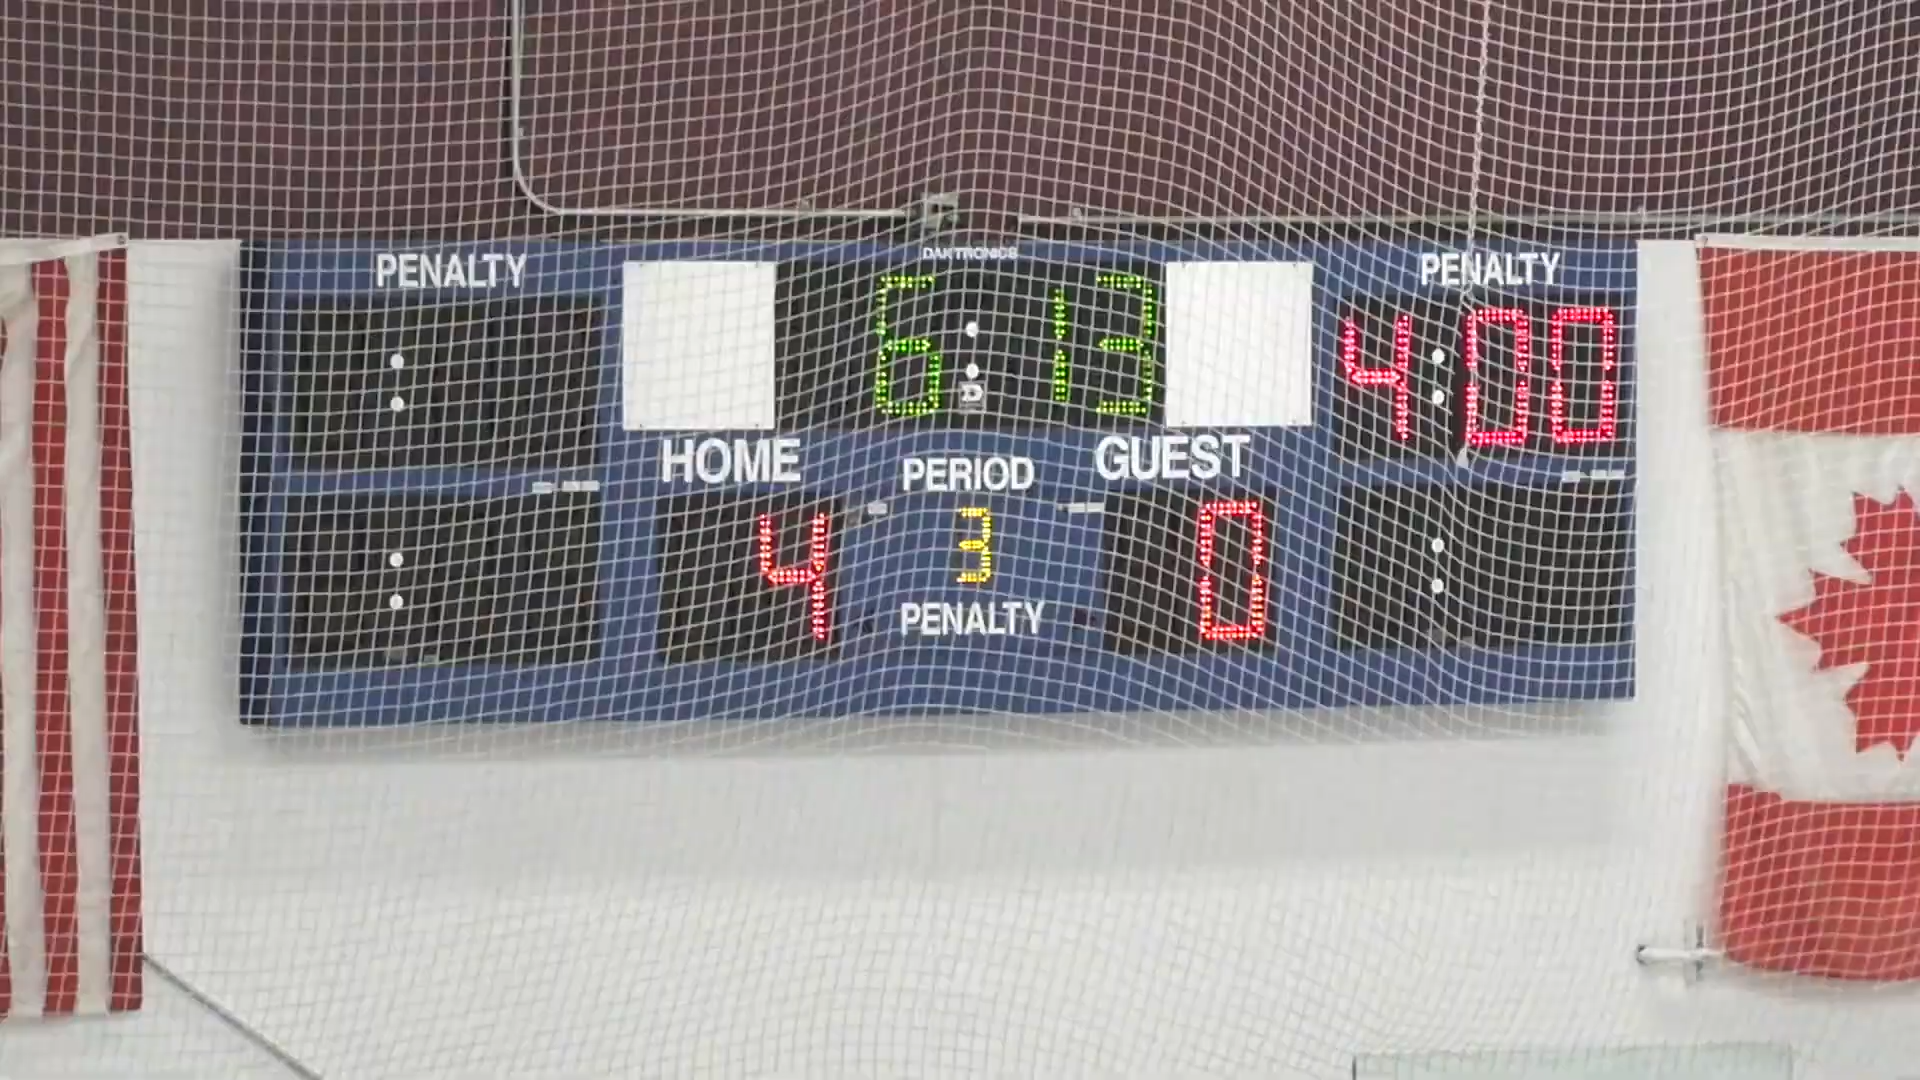 DAKTRONICS
PENALTY
6:13
PENALTY
4:00
HOME
PERIOD
GUEST
4
3
0
PENALTY